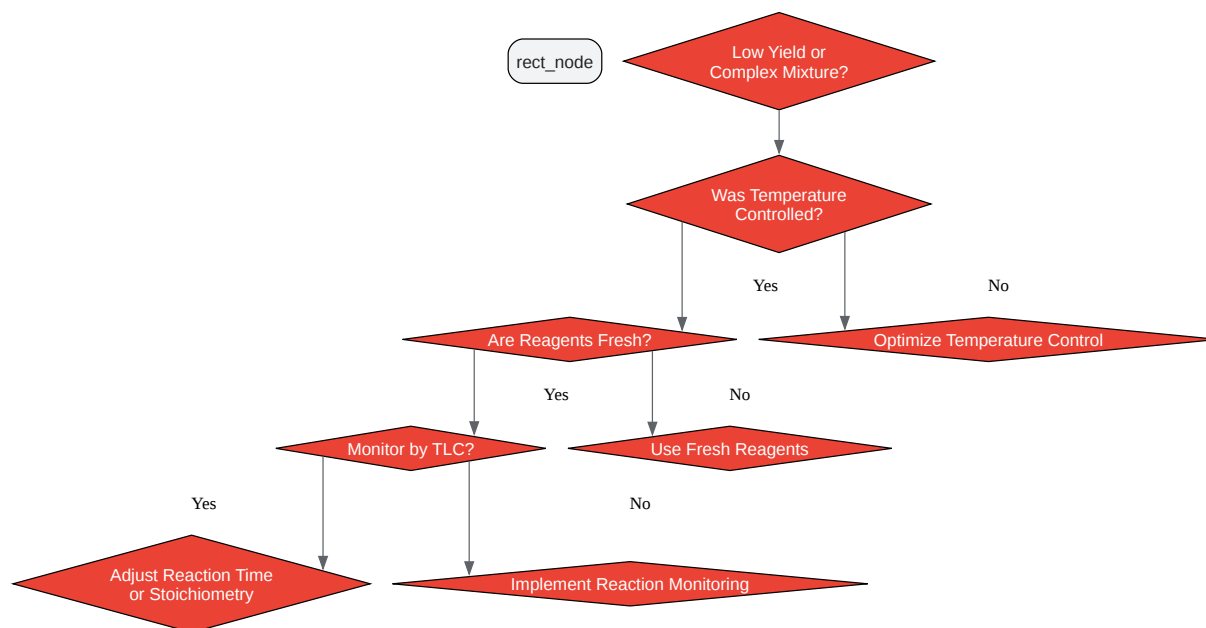 rect_node
Low Yield or
Complex Mixture?
Was Temperature
Controlled?
Yes
No
Are Reagents Fresh?
Optimize Temperature Control
Yes
No
Monitor by TLC?
Use Fresh Reagents
Yes
No
Adjust Reaction Time
or Stoichiometry
Implement Reaction Monitoring